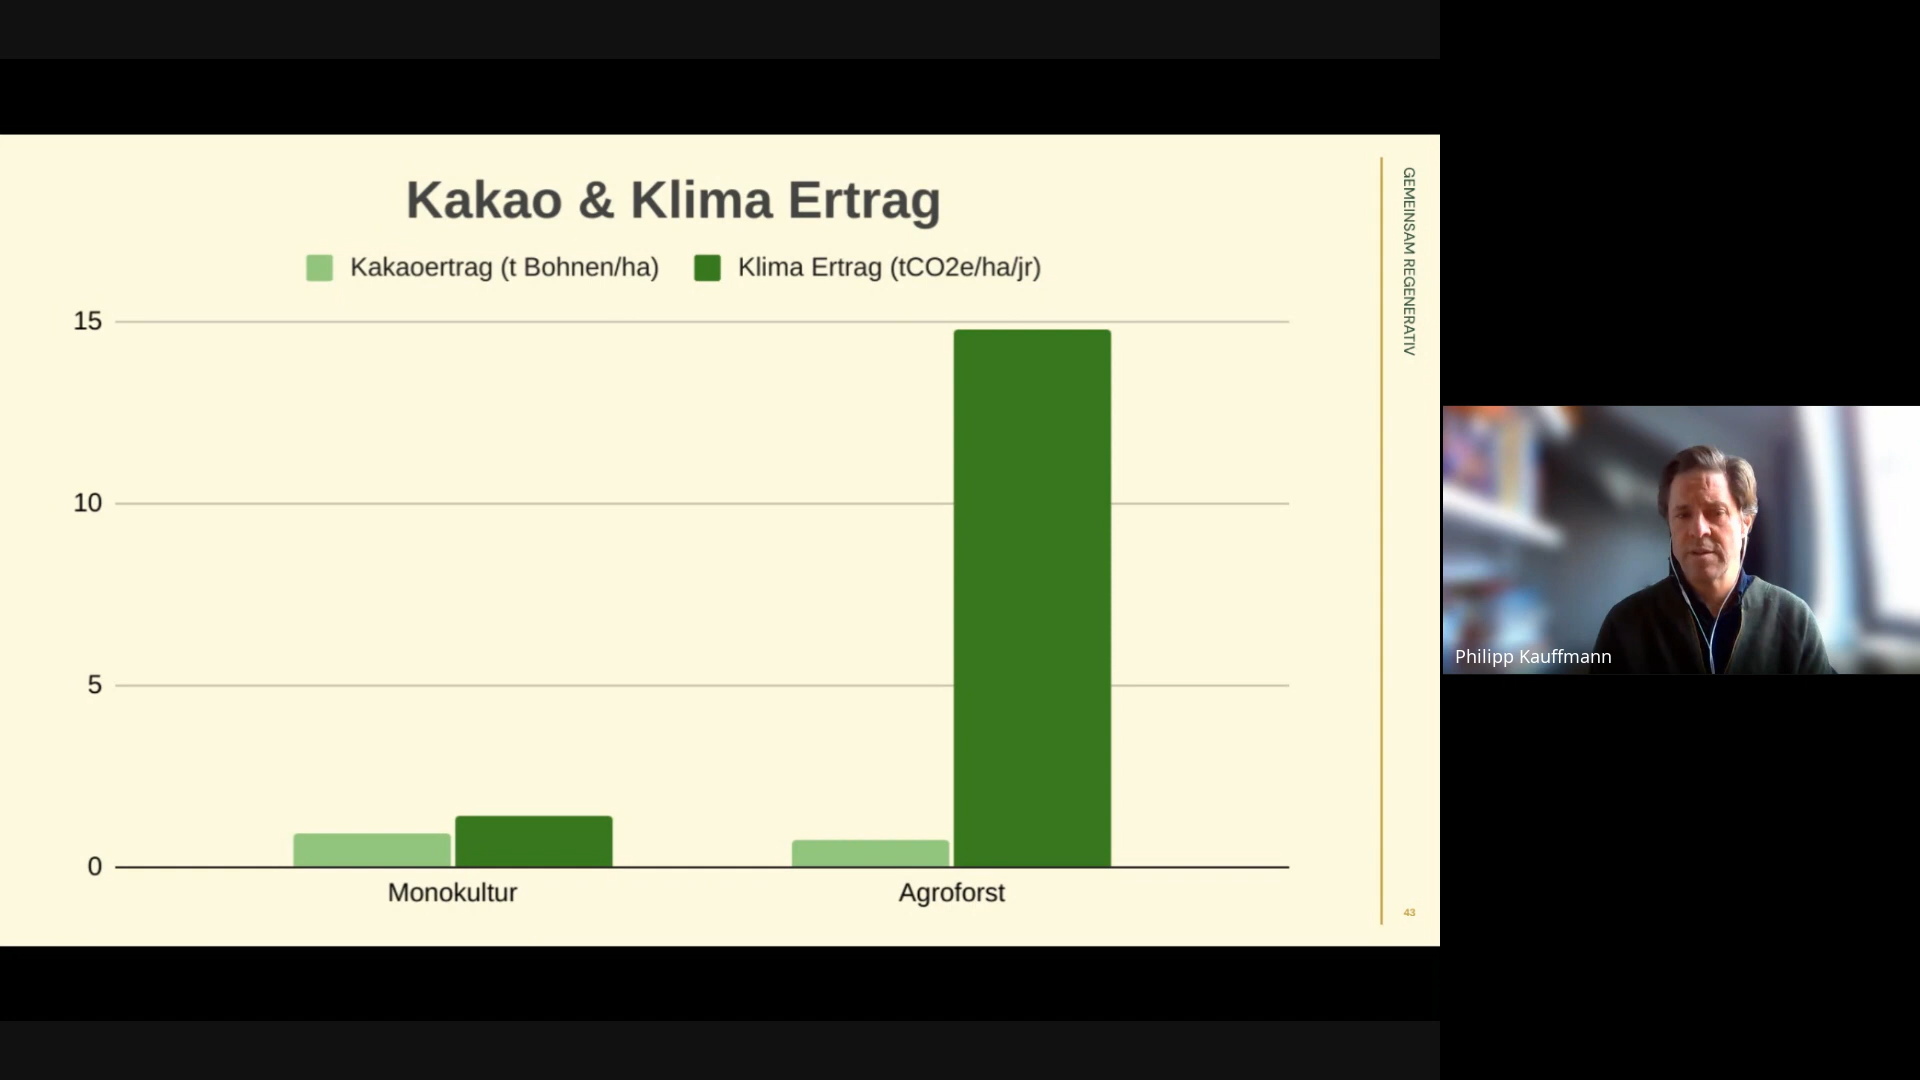 Kakao & Klima Ertrag
Kakaoertrag (t Bohnen/ha) Klima Ertrag (tCO2e/ha/jr)
15
10
5
0
Monokultur Agroforst
GEMEINSAM REGENERATIV
43
Philipp Kauffmann